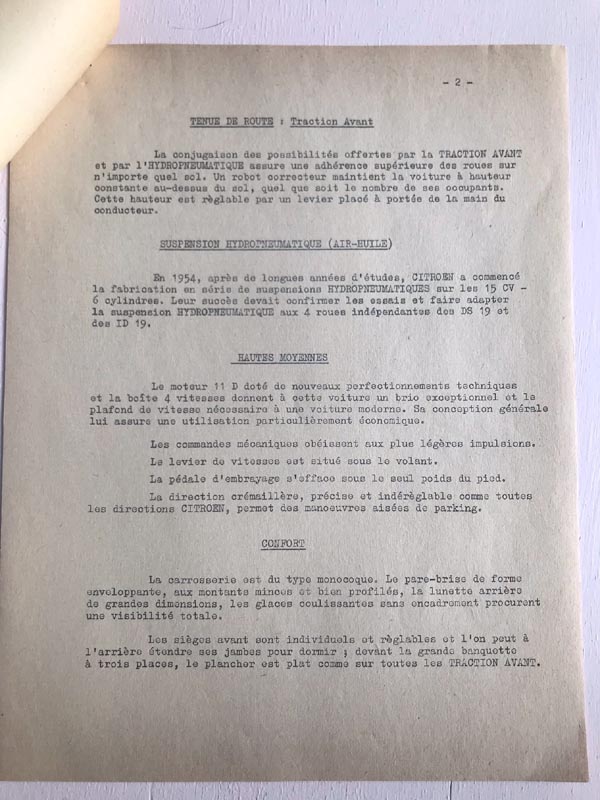 - 2 -
TENUE DE ROUTE : Traction Avant
La conjugaison des possibilités offertes par la TRACTION AVANT
et par l'HYDROPNEUMATIQUE assure une adhérence supérieure des roues sur
n'importe quel sol. Un robot correcteur maintient la voiture à hauteur
constante au-dessus du sol, quel que soit le nombre de ses occupants.
Cette hauteur est règlable par un levier placé à portée de la main du
conducteur.
SUSPENSION HYDROPNEUMATIQUE (AIR-HUILE)
En 1954, après de longues années d'études, CITROEN a commencé
la fabrication en série de suspensions HYDROPNEUMATIQUES sur les 15 CV -
6 cylindres. Leur succès devait confirmer les essais et faire adapter
la suspension HYDROPNEUMATIQUE aux 4 roues indépendantes des DS 19 et
des ID 19.
HAUTES MOYENNES
Le moteur 11 D doté de nouveaux perfectionnements techniques
et la boîte 4 vitesses donnent à cette voiture un brio exceptionnel et le
plafond de vitesse nécessaire à une voiture moderne. Sa conception générale
lui assure une utilisation particulièrement économique.
Les commandes mécaniques obéissent aux plus légères impulsions.
Le levier de vitesses est situé sous le volant.
La pédale d'embrayage s'efface sous le seul poids du pied.
La direction crémaillère, précise et indérèglable comme toutes
les directions CITROEN, permet des manoeuvres aisées de parking.
CONFORT
La carrosserie est du type monocoque. Le pare-brise de forme
enveloppante, aux montants minces et bien profilés, la lunette arrière
de grandes dimensions, les glaces coulissantes sans encadrement procurent
une visibilité totale.
Les sièges avant sont individuels et règlables et l'on peut à
l'arrière étendre ses jambes pour dormir ; devant la grande banquette
à trois places, le plancher est plat comme sur toutes les TRACTION AVANT.